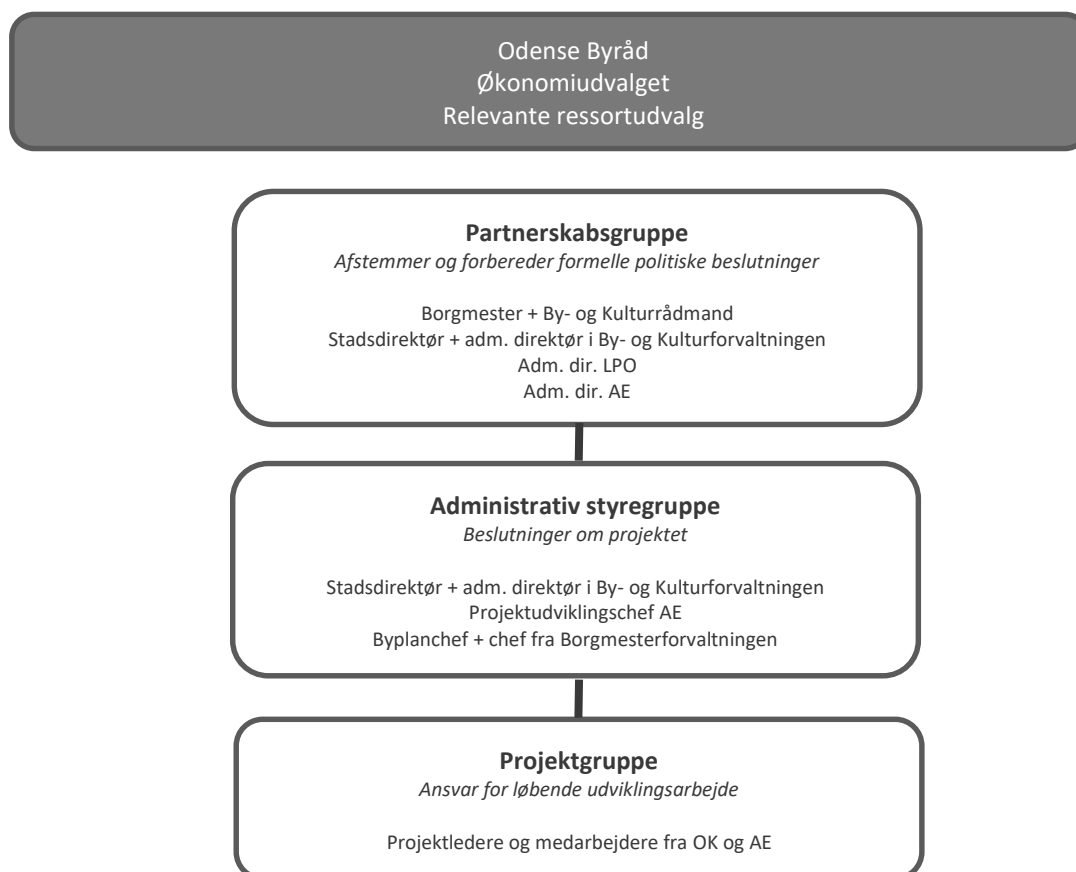 Odense Byråd
Økonomiudvalget
Relevante ressortudvalg
Partnerskabsgruppe
Afstemmer og forbereder formelle politiske beslutninger
Borgmester + By- og Kulturrådmand
Stadsdirektør + adm. direktør i By- og Kulturforvaltningen
Adm. dir. LPO
Adm. dir. AE
Administrativ styregruppe
Beslutninger om projektet
Stadsdirektør + adm. direktør i By- og Kulturforvaltningen
Projektudviklingschef AE
Byplanchef + chef fra Borgmesterforvaltningen
Projektgruppe
Ansvar for løbende udviklingsarbejde
Projektledere og medarbejdere fra OK og AE